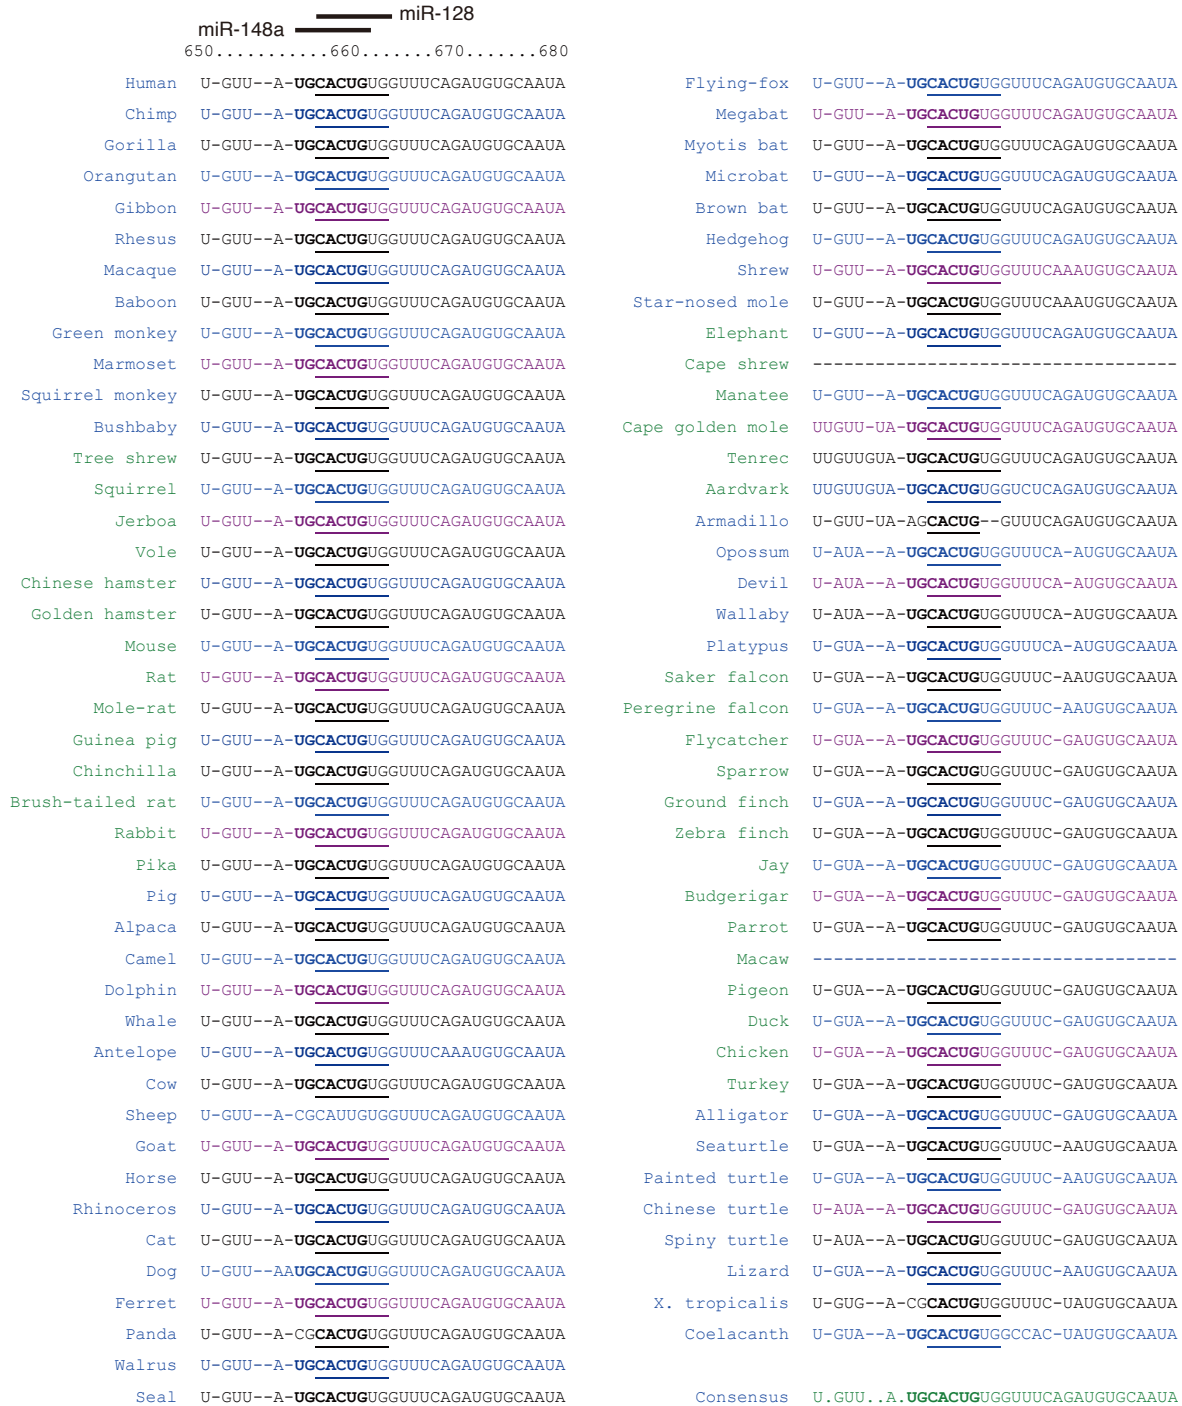 miR-128
miR-148a
650.........660.........670........680
Human U-GUU--A-UGCACUGUGGUUUCAGAUGUGCAAUA
Chimp U-GUU--A-UGCACUGUGGUUUCAGAUGUGCAAUA
Gorilla U-GUU--A-UGCACUGUGGUUUCAGAUGUGCAAUA
Orangutan U-GUU--A-UGCACUGUGGUUUCAGAUGUGCAAUA
Gibbon U-GUU--A-UGCACUGUGGUUUCAGAUGUGCAAUA
Rhesus U-GUU--A-UGCACUGUGGUUUCAGAUGUGCAAUA
Macaque U-GUU--A-UGCACUGUGGUUUCAGAUGUGCAAUA
Baboon U-GUU--A-UGCACUGUGGUUUCAGAUGUGCAAUA
Green monkey U-GUU--A-UGCACUGUGGUUUCAGAUGUGCAAUA
Marmoset U-GUU--A-UGCACUGUGGUUUCAGAUGUGCAAUA
Squirrel monkey U-GUU--A-UGCACUGUGGUUUCAGAUGUGCAAUA
Bushbaby U-GUU--A-UGCACUGUGGUUUCAGAUGUGCAAUA
Tree shrew U-GUU--A-UGCACUGUGGUUUCAGAUGUGCAAUA
Squirrel U-GUU--A-UGCACUGUGGUUUCAGAUGUGCAAUA
Jerboa U-GUU--A-UGCACUGUGGUUUCAGAUGUGCAAUA
Vole U-GUU--A-UGCACUGUGGUUUCAGAUGUGCAAUA
Chinese hamster U-GUU--A-UGCACUGUGGUUUCAGAUGUGCAAUA
Golden hamster U-GUU--A-UGCACUGUGGUUUCAGAUGUGCAAUA
Mouse U-GUU--A-UGCACUGUGGUUUCAGAUGUGCAAUA
Rat U-GUU--A-UGCACUGUGGUUUCAGAUGUGCAAUA
Mole-rat U-GUU--A-UGCACUGUGGUUUCAGAUGUGCAAUA
Guinea pig U-GUU--A-UGCACUGUGGUUUCAGAUGUGCAAUA
Chinchilla U-GUU--A-UGCACUGUGGUUUCAGAUGUGCAAUA
Brush-tailed rat U-GUU--A-UGCACUGUGGUUUCAGAUGUGCAAUA
Rabbit U-GUU--A-UGCACUGUGGUUUCAGAUGUGCAAUA
Pika U-GUU--A-UGCACUGUGGUUUCAGAUGUGCAAUA
Pig U-GUU--A-UGCACUGUGGUUUCAGAUGUGCAAUA
Alpaca U-GUU--A-UGCACUGUGGUUUCAGAUGUGCAAUA
Camel U-GUU--A-UGCACUGUGGUUUCAGAUGUGCAAUA
Dolphin U-GUU--A-UGCACUGUGGUUUCAGAUGUGCAAUA
Whale U-GUU--A-UGCACUGUGGUUUCAGAUGUGCAAUA
Antelope U-GUU--A-UGCACUGUGGUUUCAAAUGUGCAAUA
Cow U-GUU--A-UGCACUGUGGUUUCAGAUGUGCAAUA
Sheep U-GUU--A-CGCAUUGUGGUUUCAGAUGUGCAAUA
Goat U-GUU--A-UGCACUGUGGUUUCAGAUGUGCAAUA
Horse U-GUU--A-UGCACUGUGGUUUCAGAUGUGCAAUA
Rhinoceros U-GUU--A-UGCACUGUGGUUUCAGAUGUGCAAUA
Cat U-GUU--A-UGCACUGUGGUUUCAGAUGUGCAAUA
Dog U-GUU--AAUGCACUGUGGUUUCAGAUGUGCAAUA
Ferret U-GUU--A-UGCACUGUGGUUUCAGAUGUGCAAUA
Panda U-GUU--A-CGCACUGUGGUUUCAGAUGUGCAAUA
Walrus U-GUU--A-UGCACUGUGGUUUCAGAUGUGCAAUA
Seal U-GUU--A-UGCACUGUGGUUUCAGAUGUGCAAUA
Flying-fox U-GUU--A-UGCACUGUGGUUUCAGAUGUGCAAUA
Megabat U-GUU--A-UGCACUGUGGUUUCAGAUGUGCAAUA
Myotis bat U-GUU--A-UGCACUGUGGUUUCAGAUGUGCAAUA
Microbat U-GUU--A-UGCACUGUGGUUUCAGAUGUGCAAUA
Brown bat U-GUU--A-UGCACUGUGGUUUCAGAUGUGCAAUA
Hedgehog U-GUU--A-UGCACUGUGGUUUCAGAUGUGCAAUA
Shrew U-GUU--A-UGCACUGUGGUUUCAAAUGUGCAAUA
Star-nosed mole U-GUU--A-UGCACUGUGGUUUCAAAUGUGCAAUA
Elephant U-GUU--A-UGCACUGUGGUUUCAGAUGUGCAAUA
Cape shrew -----------------------------------
Manatee U-GUU--A-UGCACUGUGGUUUCAGAUGUGCAAUA
Cape golden mole UUGUU-UA-UGCACUGUGGUUUCAGAUGUGCAAUA
Tenrec UUGUUGUA-UGCACUGUGGUUUCAGAUGUGCAAUA
Aardvark UUGUUGUA-UGCACUGUGGUCUCAGAUGUGCAAUA
Armadillo U-GUU-UA-AGCACUG--GUUUCAGAUGUGCAAUA
Opossum U-AUA--A-UGCACUGUGGUUUCA-AUGUGCAAUA
Devil U-AUA--A-UGCACUGUGGUUUCA-AUGUGCAAUA
Wallaby U-AUA--A-UGCACUGUGGUUUCA-AUGUGCAAUA
Platypus U-GUA--A-UGCACUGUGGUUUCA-AUGUGCAAUA
Saker falcon U-GUA--A-UGCACUGUGGUUUC-AAUGUGCAAUA
Peregrine falcon U-GUA--A-UGCACUGUGGUUUC-AAUGUGCAAUA
Flycatcher U-GUA--A-UGCACUGUGGUUUC-GAUGUGCAAUA
Sparrow U-GUA--A-UGCACUGUGGUUUC-GAUGUGCAAUA
Ground finch U-GUA--A-UGCACUGUGGUUUC-GAUGUGCAAUA
Zebra finch U-GUA--A-UGCACUGUGGUUUC-GAUGUGCAAUA
Jay U-GUA--A-UGCACUGUGGUUUC-GAUGUGCAAUA
Budgerigar U-GUA--A-UGCACUGUGGUUUC-GAUGUGCAAUA
Parrot U-GUA--A-UGCACUGUGGUUUC-GAUGUGCAAUA
Macaw -----------------------------------
Pigeon U-GUA--A-UGCACUGUGGUUUC-GAUGUGCAAUA
Duck U-GUA--A-UGCACUGUGGUUUC-GAUGUGCAAUA
Chicken U-GUA--A-UGCACUGUGGUUUC-GAUGUGCAAUA
Turkey U-GUA--A-UGCACUGUGGUUUC-GAUGUGCAAUA
Alligator U-GUA--A-UGCACUGUGGUUUC-GAUGUGCAAUA
Seaturtle U-GUA--A-UGCACUGUGGUUUC-AAUGUGCAAUA
Painted turtle U-GUA--A-UGCACUGUGGUUUC-AAUGUGCAAUA
Chinese turtle U-AUA--A-UGCACUGUGGUUUC-GAUGUGCAAUA
Spiny turtle U-AUA--A-UGCACUGUGGUUUC-GAUGUGCAAUA
Lizard U-GUA--A-UGCACUGUGGUUUC-AAUGUGCAAUA
X. tropicalis U-GUG--A-CGCACUGUGGUUUC-UAUGUGCAAUA
Coelacanth U-GUA--A-UGCACUGUGGCCAC-UAUGUGCAAUA
Consensus U.GUU..A.UGCACUGUGGUUUCAGAUGUGCAAUA